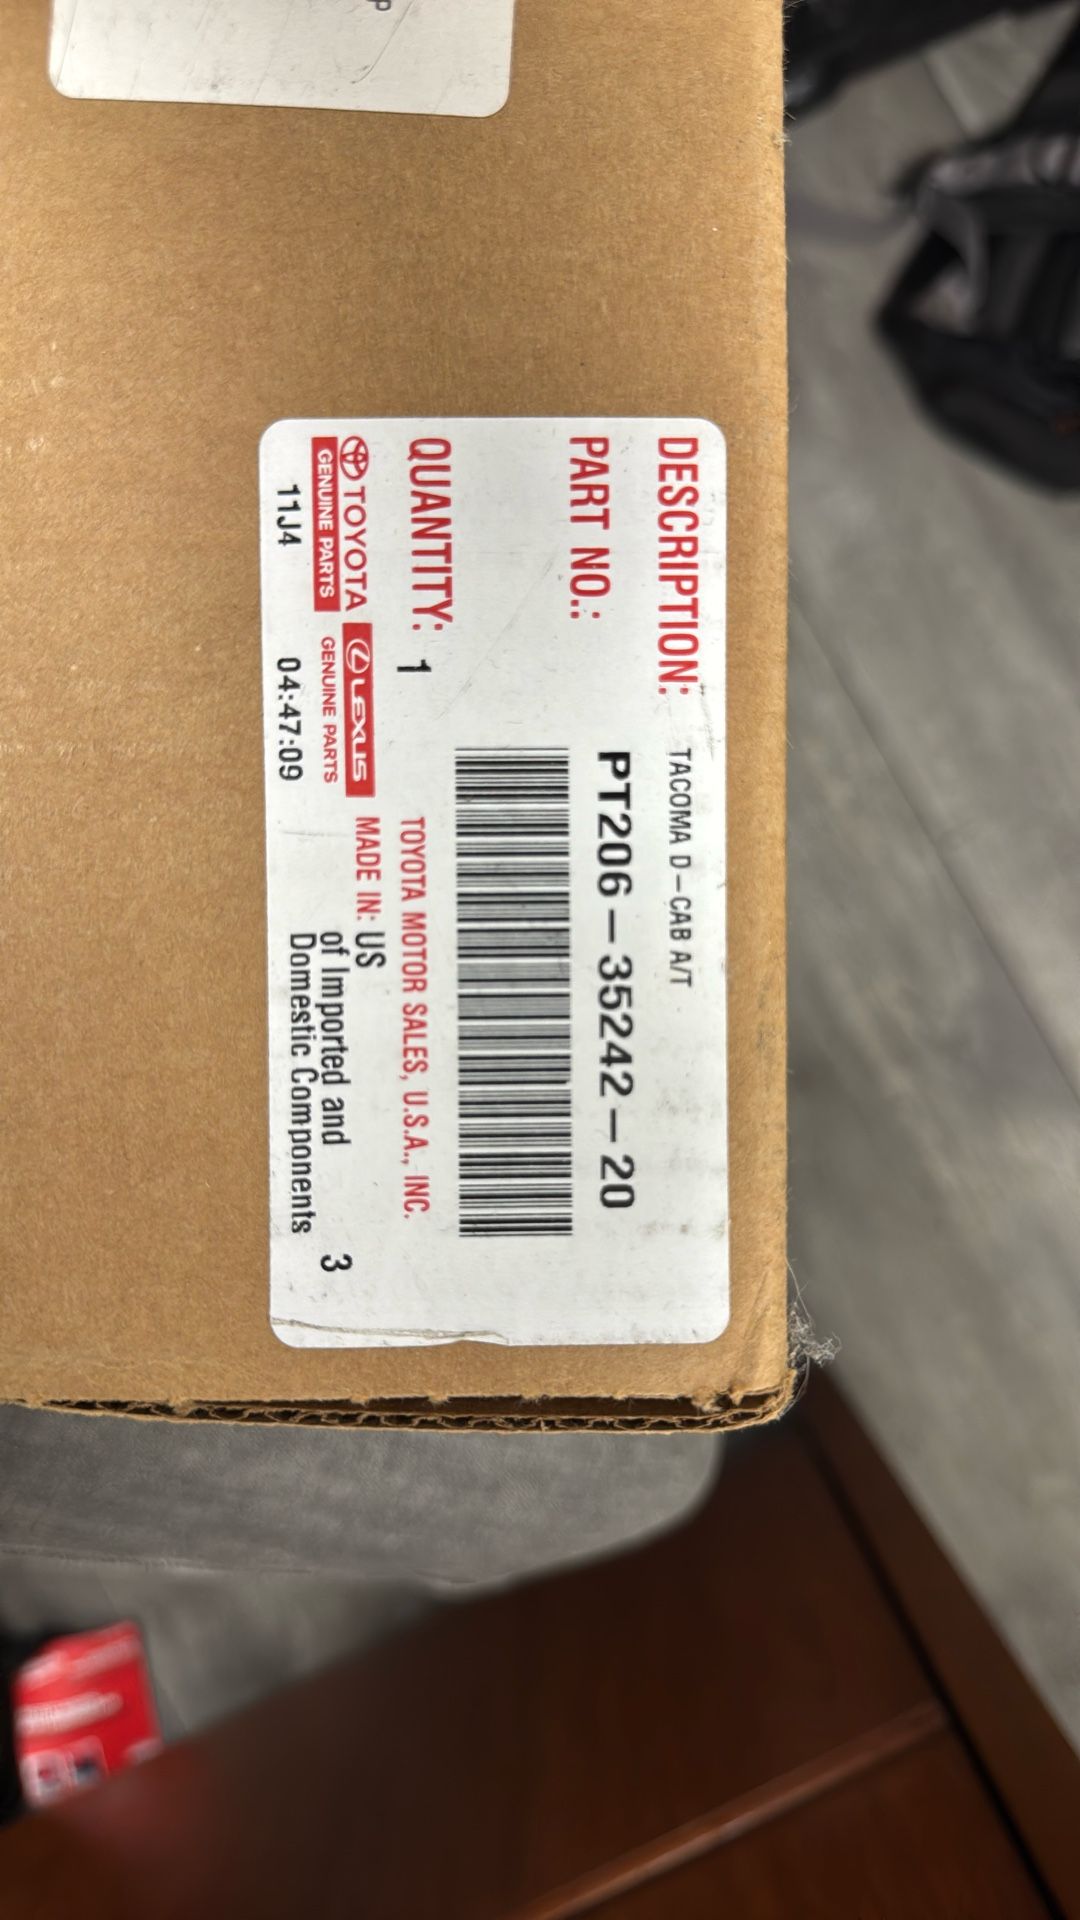 DESCRIPTION: TACOMA D-CAB A/T
PART NO.: PT206-35242-20
QUANTITY: 1
TOYOTA MOTOR SALES, U.S.A., INC.
TOYOTA
GENUINE PARTS
LEXUS
GENUINE PARTS
MADE IN: US
of Imported and
Domestic Components
3
11J4 04:47:09